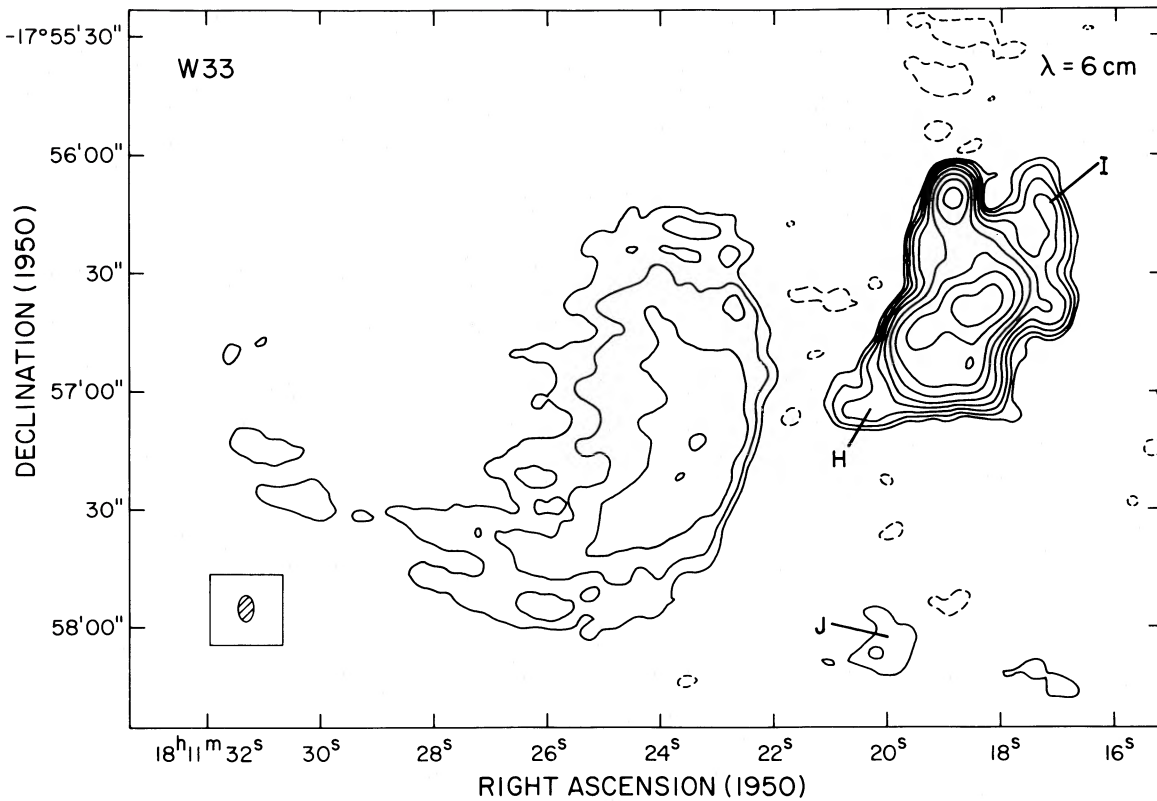 -17°55'30"
W33
λ = 6 cm
56'00"
I
30"
57'00"
H
30"
58'00"
J
18ʰ11ᵐ32ˢ 30ˢ 28ˢ 26ˢ 24ˢ 22ˢ 20ˢ 18ˢ 16ˢ
RIGHT ASCENSION (1950)
DECLINATION (1950)